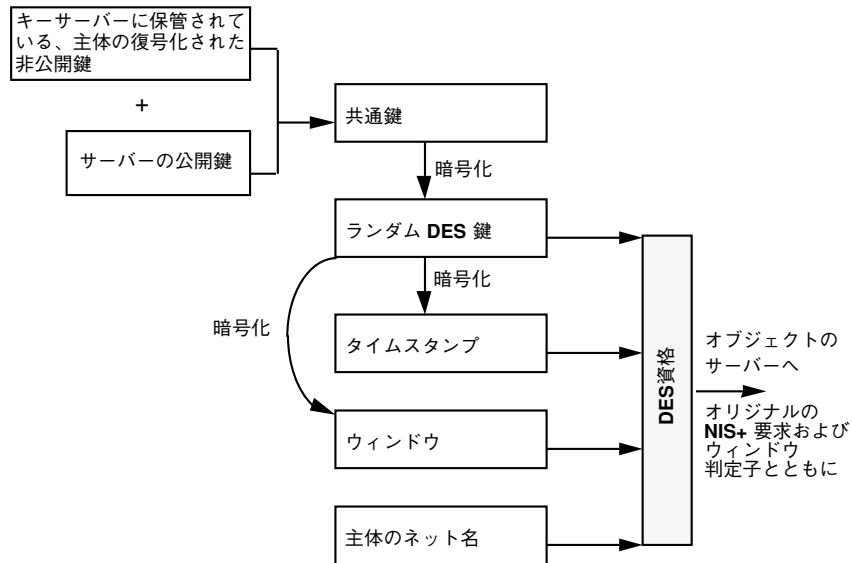 キーサーバーに保管されて
いる、主体の復号化された
非公開鍵
+
サーバーの公開鍵
共通鍵
暗号化
ランダム DES 鍵
暗号化
暗号化
タイムスタンプ
ウィンドウ
主体のネット名
DES資格
オブジェクトの
サーバーへ
オリジナルの
NIS+ 要求および
ウィンドウ
判定子とともに